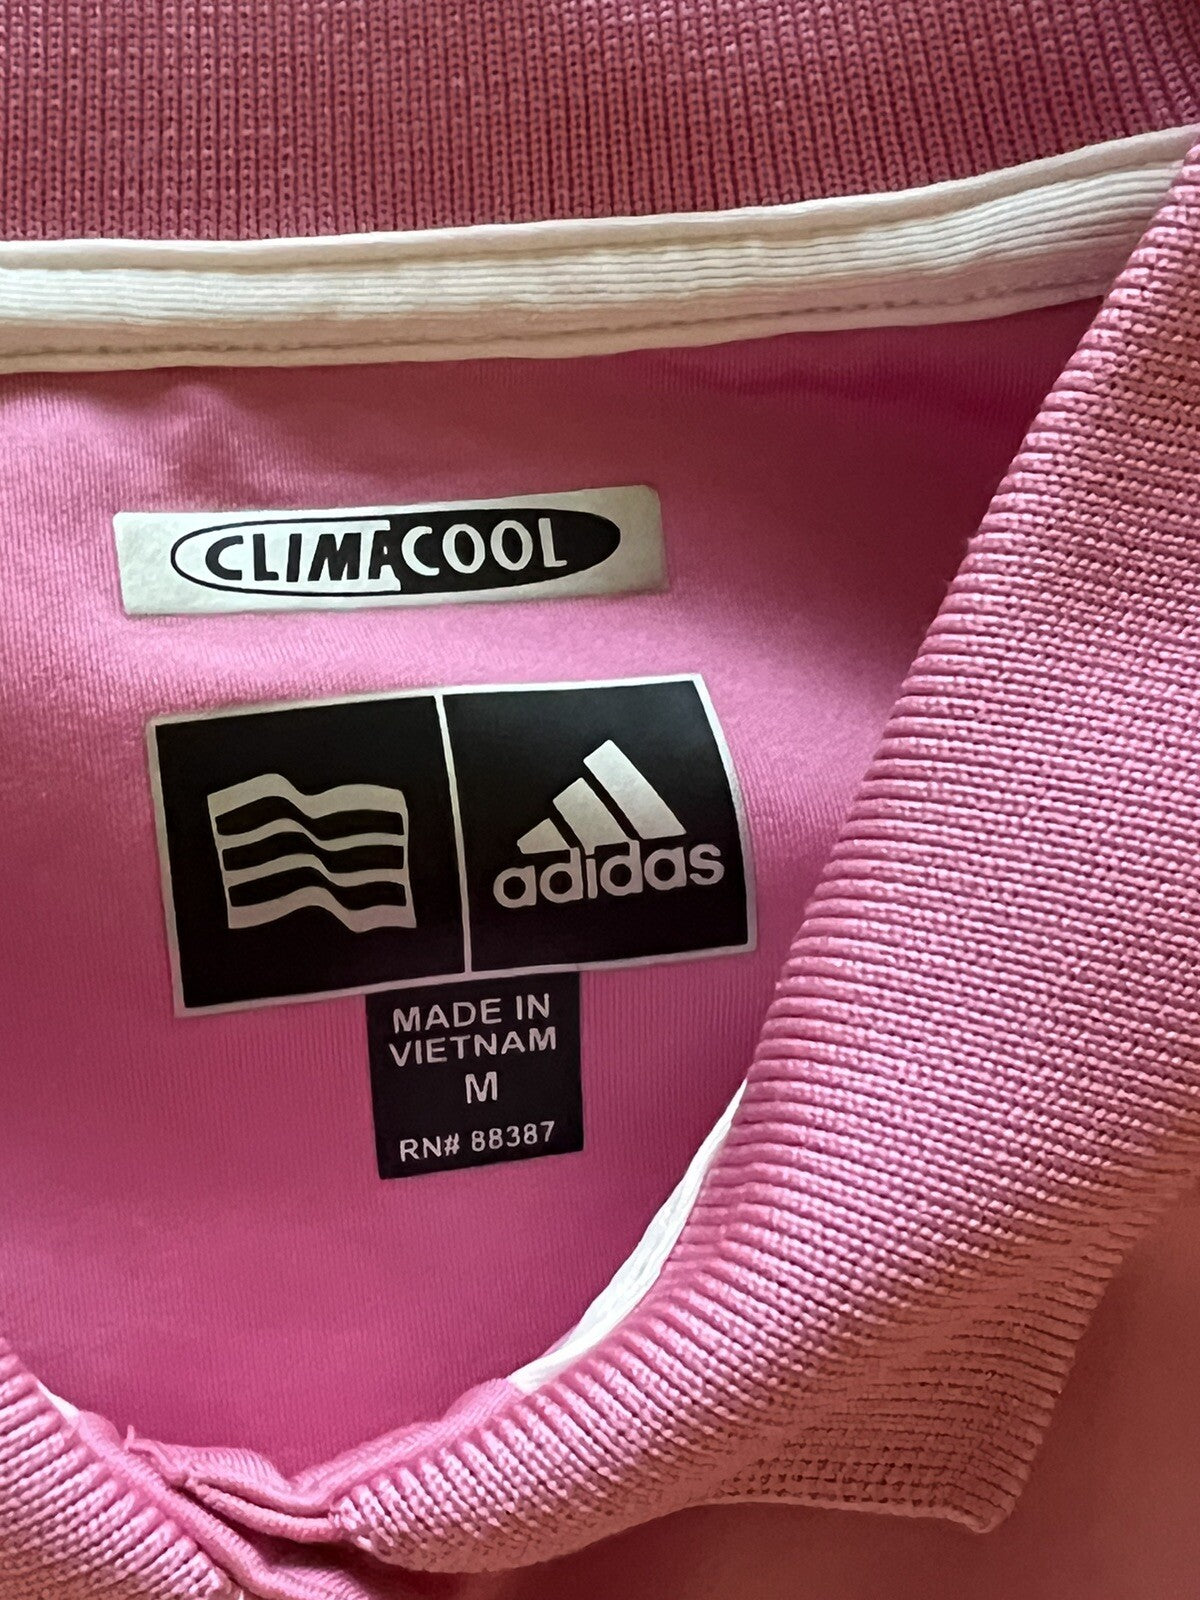 CLIMACOOL
adidas
MADE IN
VIETNAM
M
RN# 88387